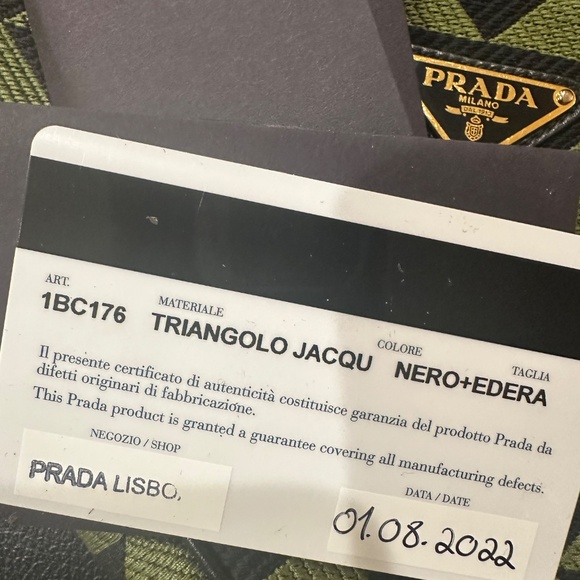 PRADA
MILANO
DAL 1913
ART.
1BC176
MATERIALE
TRIANGOLO JACQU
COLORE
NERO+EDERA
TAGLIA
Il presente certificato di autenticità costituisce garanzia del prodotto Prada da
difetti originari di fabbricazione.
This Prada product is granted a guarantee covering all manufacturing defects.
NEGOZIO / SHOP
PRADA LISBO,
DATA / DATE
01.08.2022